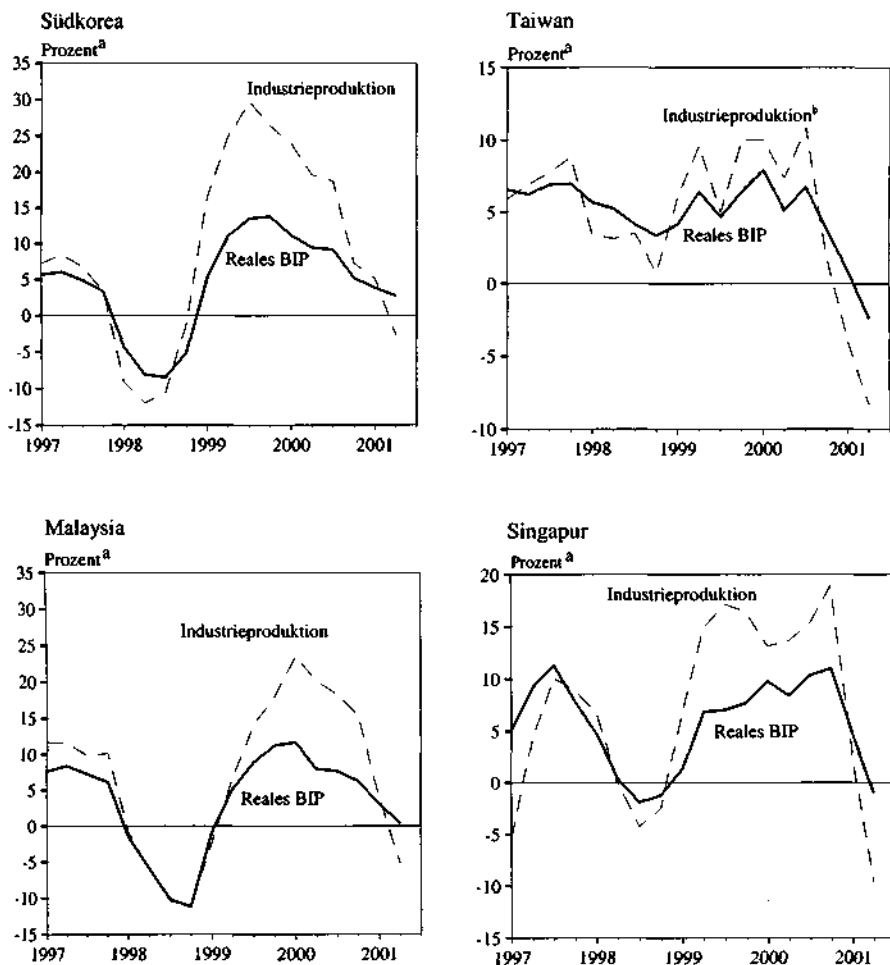 Südkorea
Prozent^a
35
30
25
20
15
10
5
0
-5
-10
-15
Industrieproduktion
Reales BIP
1997 1998 1999 2000 2001
Taiwan
Prozent^a
15
10
5
0
-5
-10
Industrieproduktion^b
Reales BIP
1997 1998 1999 2000 2001
Malaysia
Prozent^a
35
30
25
20
15
10
5
0
-5
-10
-15
Industrieproduktion
Reales BIP
1997 1998 1999 2000 2001
Singapur
Prozent^a
20
15
10
5
0
-5
-10
-15
Industrieproduktion
Reales BIP
1997 1998 1999 2000 2001